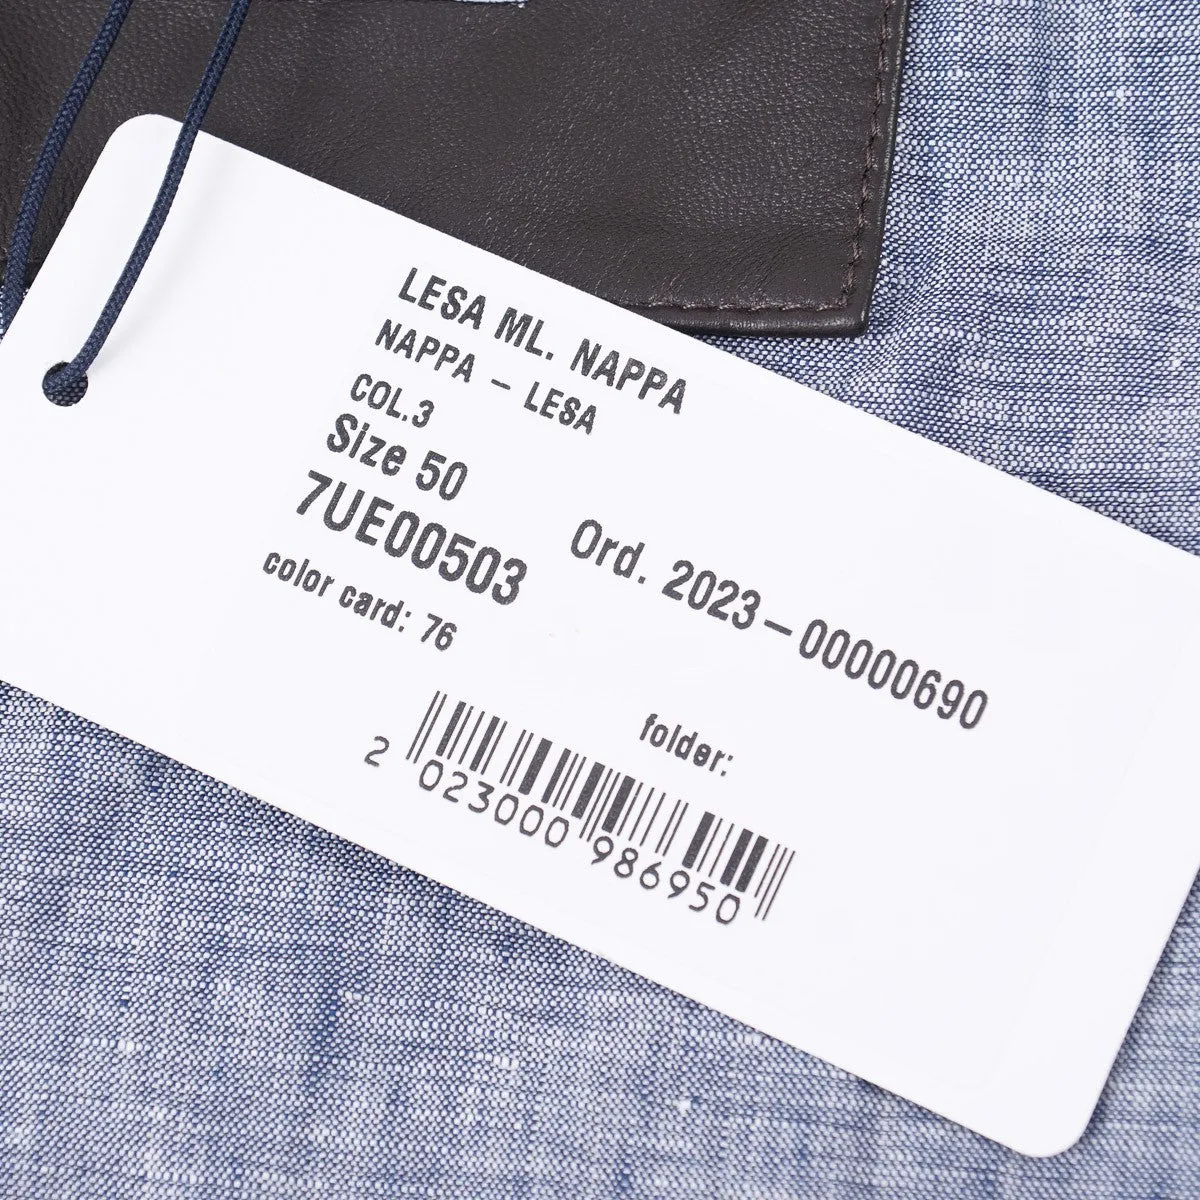 LESA ML. NAPPA
NAPPA - LESA
COL.3
Size 50
7UE00503 Ord. 2023-00000690
color card: 76
folder:
2 023000 986950